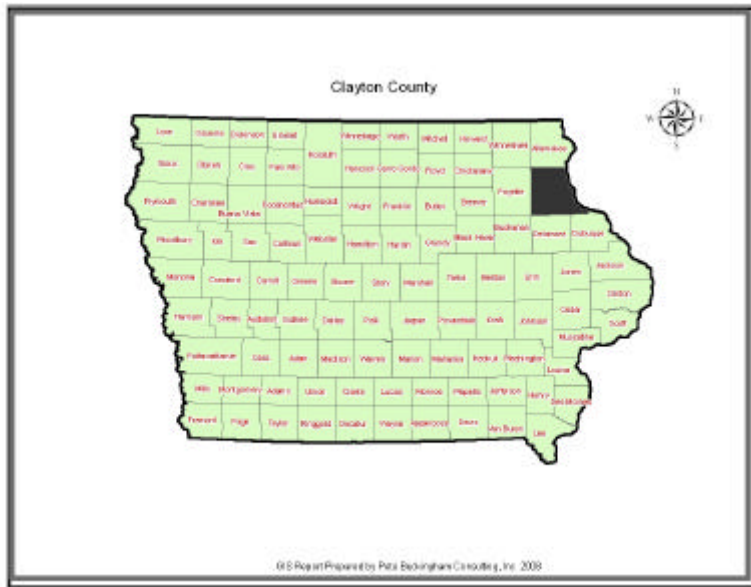 Clayton County
N
W E
S
Lyon Osceola Dickinson Emmet Winnebago Worth Mitchell Howard Winneshiek Allamakee
Kossuth
Sioux Obrien Clay Palo Alto Hancock Cerro Gordo Floyd Chickasaw
Fayette
Plymouth Cherokee Buena Vista Pocahontas Humboldt Wright Franklin Butler Bremer
Woodbury Ida Sac Calhoun Webster Hamilton Hardin Grundy Black Hawk Buchanan Delaware Dubuque
Monona Crawford Carroll Greene Boone Story Marshall Tama Benton Linn Jones Jackson
Clinton
Harrison Shelby Audubon Guthrie Dallas Polk Jasper Poweshiek Iowa Johnson Cedar Scott
Muscatine
Pottawattamie Cass Adair Madison Warren Marion Mahaska Keokuk Washington Louisa
Mills Montgomery Adams Union Clarke Lucas Monroe Wapello Jefferson Henry Des Moines
Fremont Page Taylor Ringgold Decatur Wayne Appanoose Davis Van Buren Lee
GIS Report Prepared by Pete Buckingham Consulting, Inc. 2008